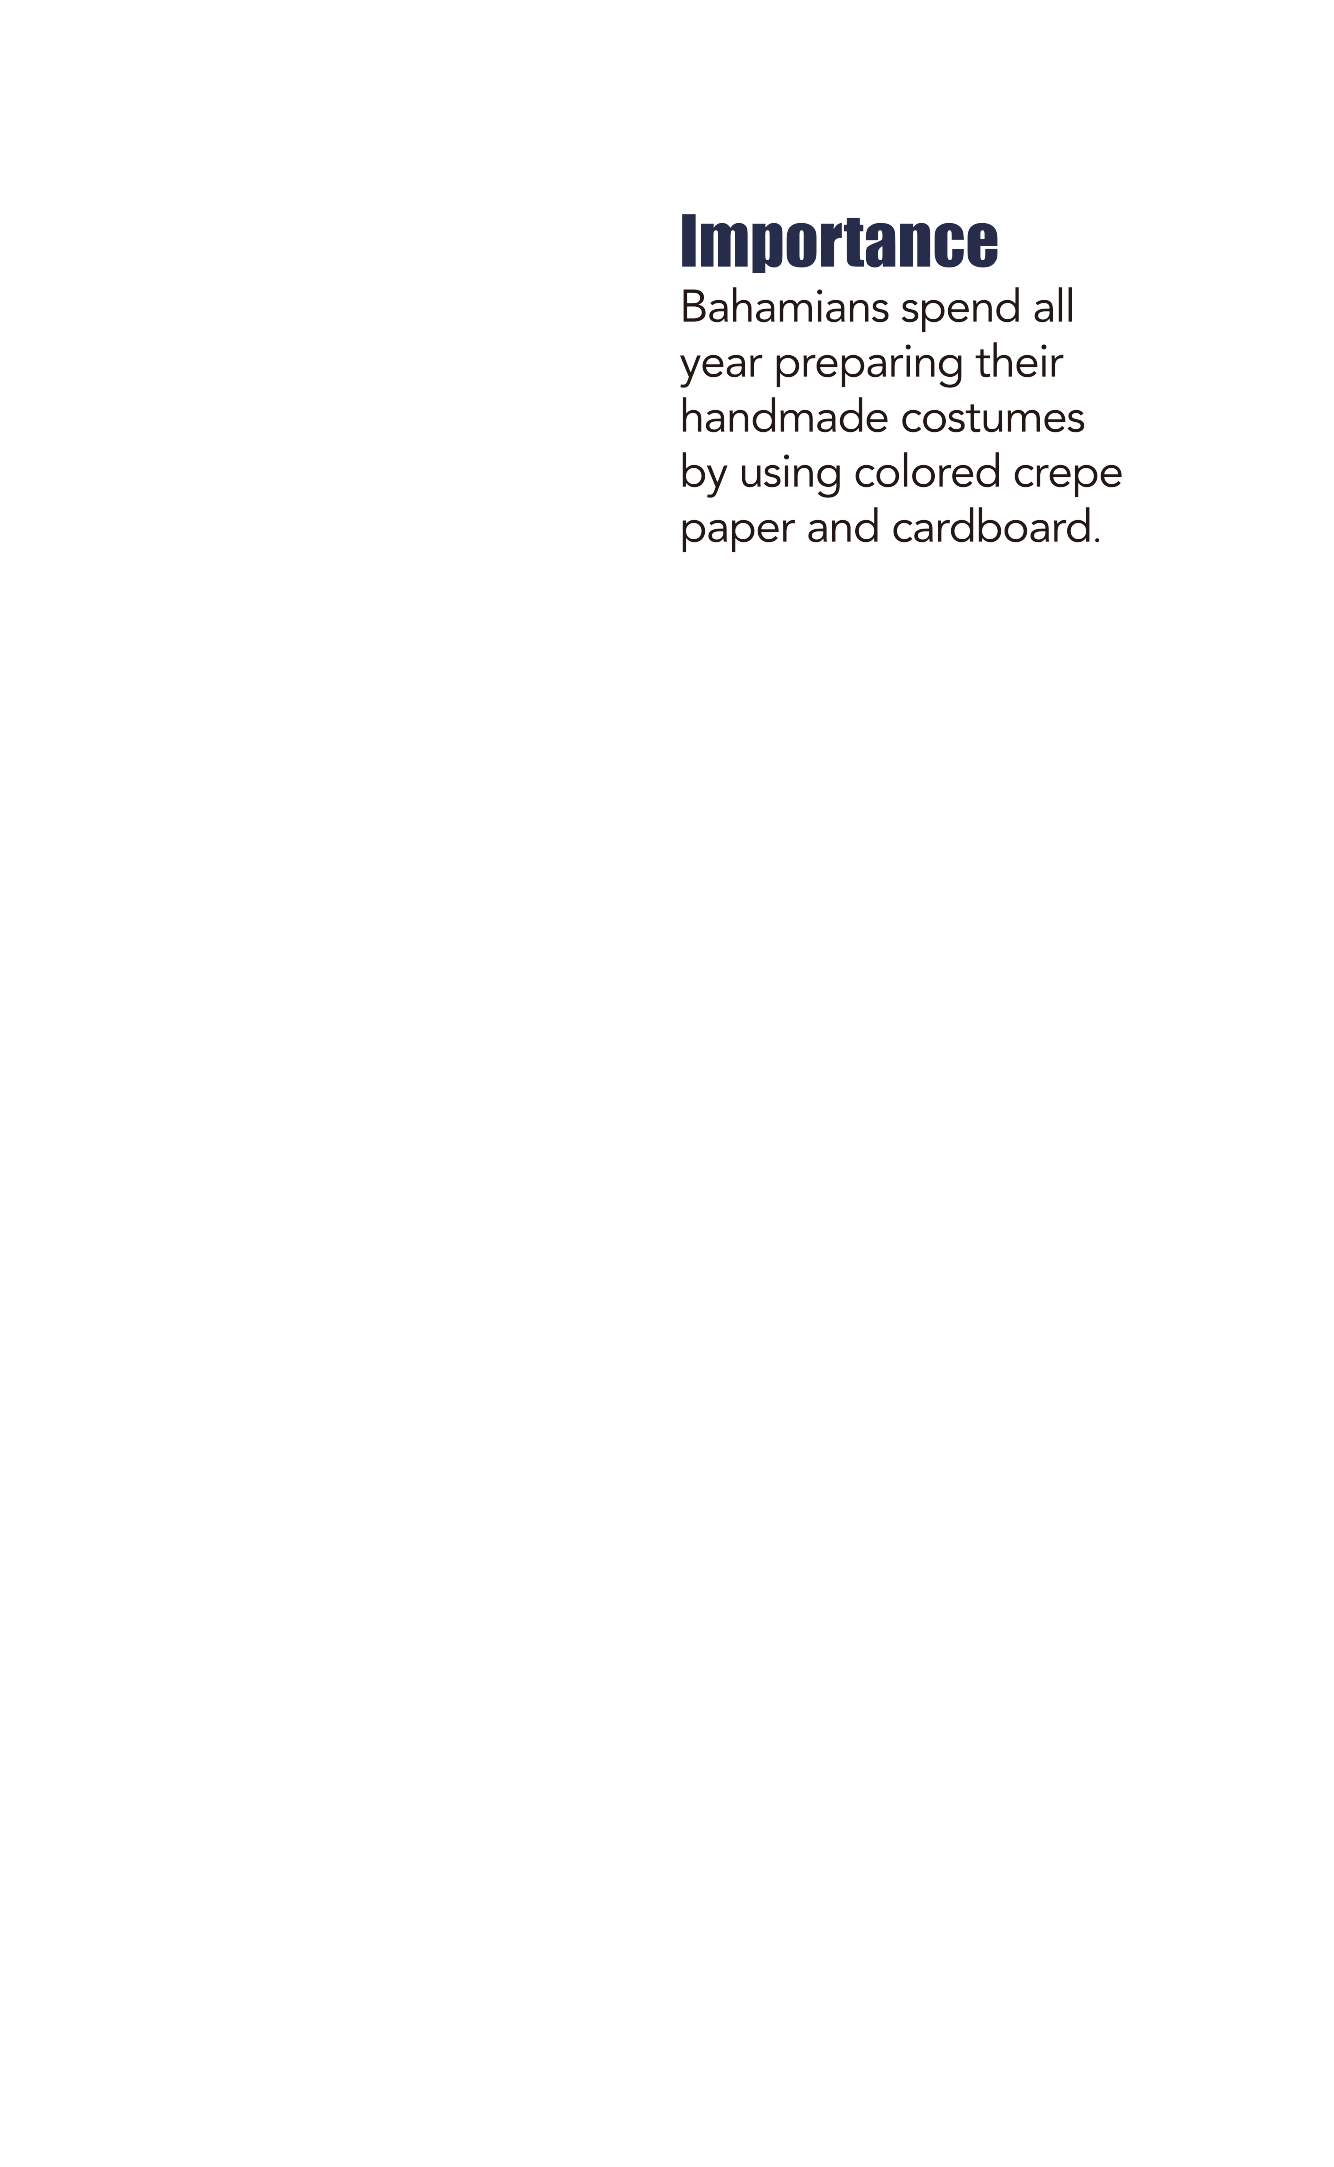 Importance
Bahamians spend all
year preparing their
handmade costumes
by using colored crepe
paper and cardboard.